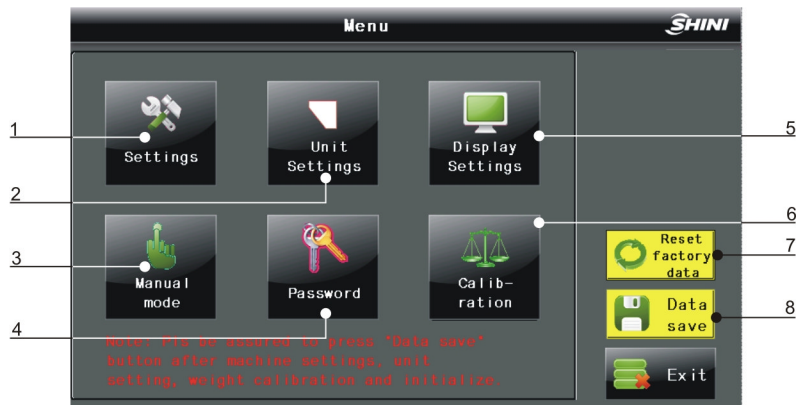 Menu
SHINI
1
Settings
2
Unit
Settings
5
Display
Settings
3
Manual
mode
4
Password
6
Calib-
ration
7
Reset
factory
data
8
Data
save
Note: Pls be assured to press "Data save"
button after machine settings, unit
setting, weight calibration and initialize.
Exit